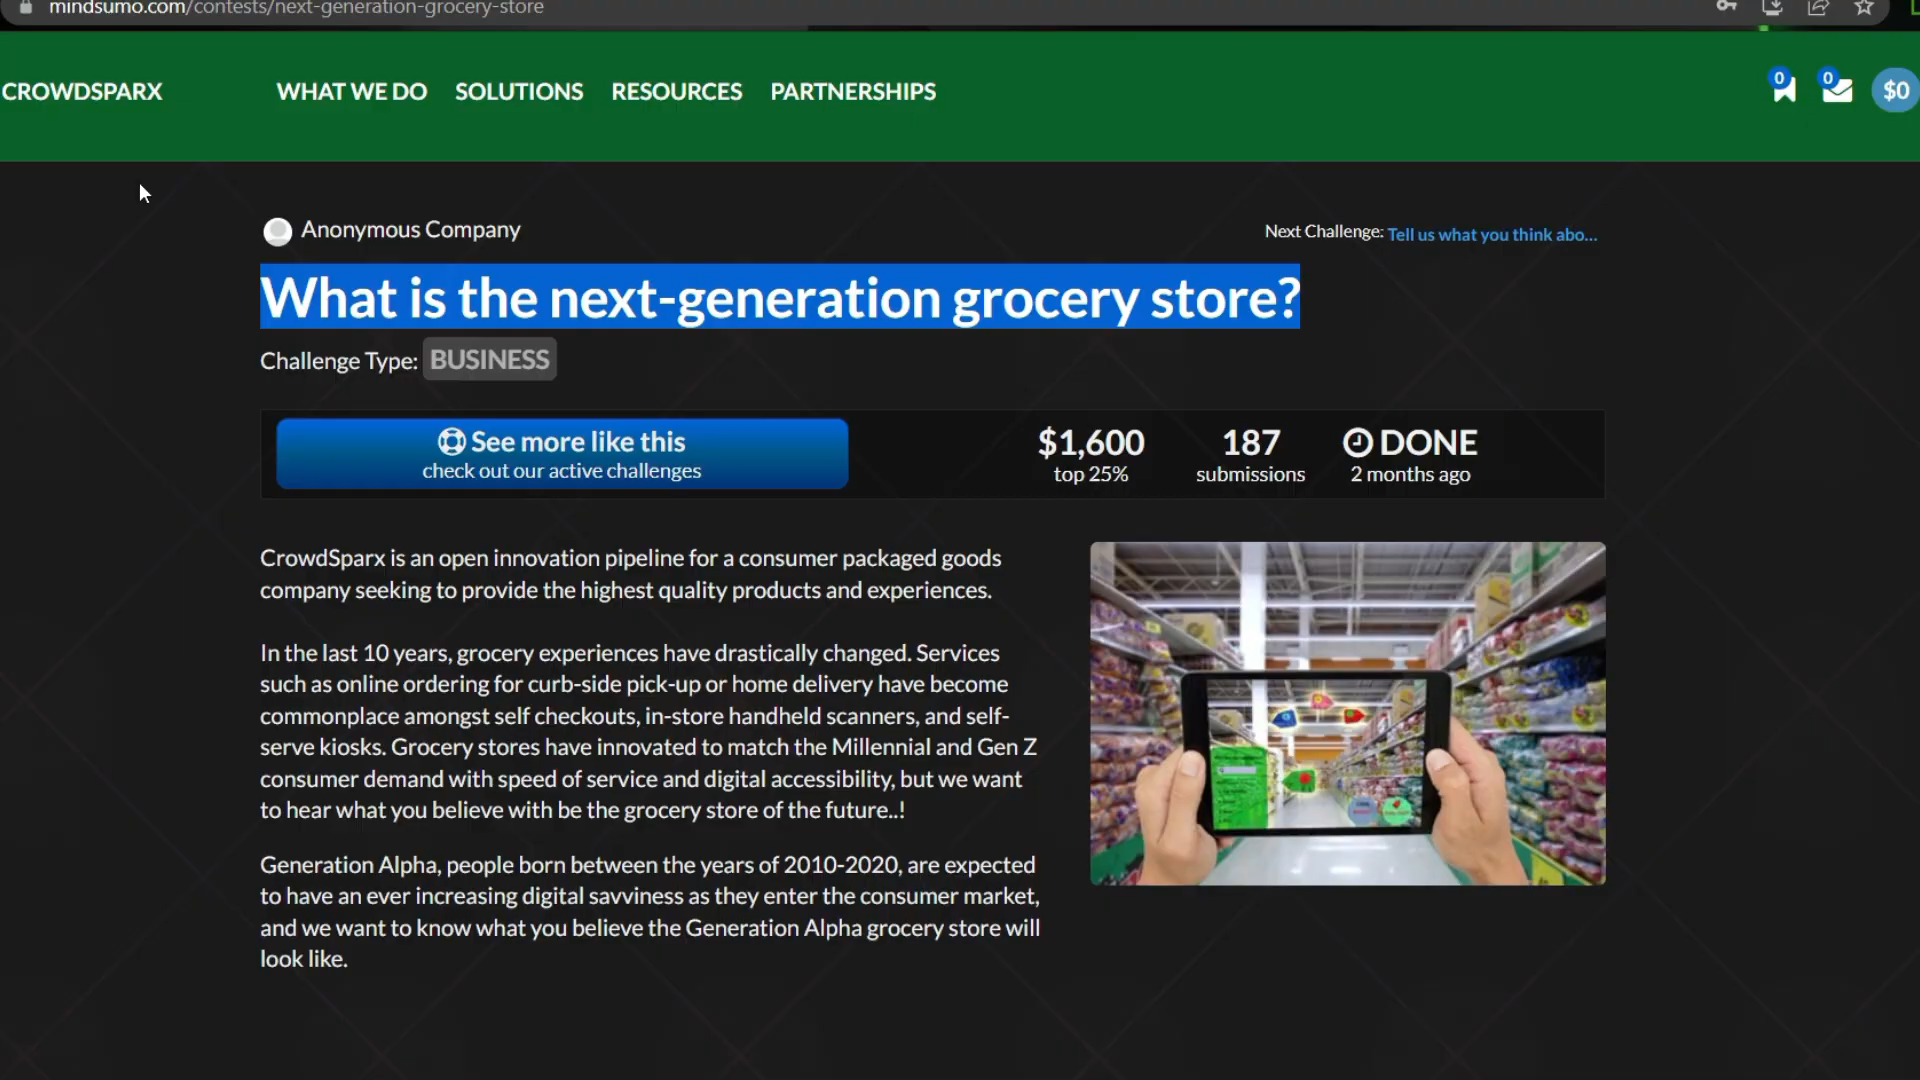 mindsumo.com/contests/next-generation-grocery-store
CROWDSPARX
WHAT WE DO
SOLUTIONS
RESOURCES
PARTNERSHIPS
0
0
$0
Anonymous Company
Next Challenge: Tell us what you think abo...
What is the next-generation grocery store?
Challenge Type: BUSINESS
See more like this
check out our active challenges
$1,600
top 25%
187
submissions
DONE
2 months ago
CrowdSparx is an open innovation pipeline for a consumer packaged goods
company seeking to provide the highest quality products and experiences.
In the last 10 years, grocery experiences have drastically changed. Services
such as online ordering for curb-side pick-up or home delivery have become
commonplace amongst self checkouts, in-store handheld scanners, and self-
serve kiosks. Grocery stores have innovated to match the Millennial and Gen Z
consumer demand with speed of service and digital accessibility, but we want
to hear what you believe with be the grocery store of the future..!
Generation Alpha, people born between the years of 2010-2020, are expected
to have an ever increasing digital savviness as they enter the consumer market,
and we want to know what you believe the Generation Alpha grocery store will
look like.